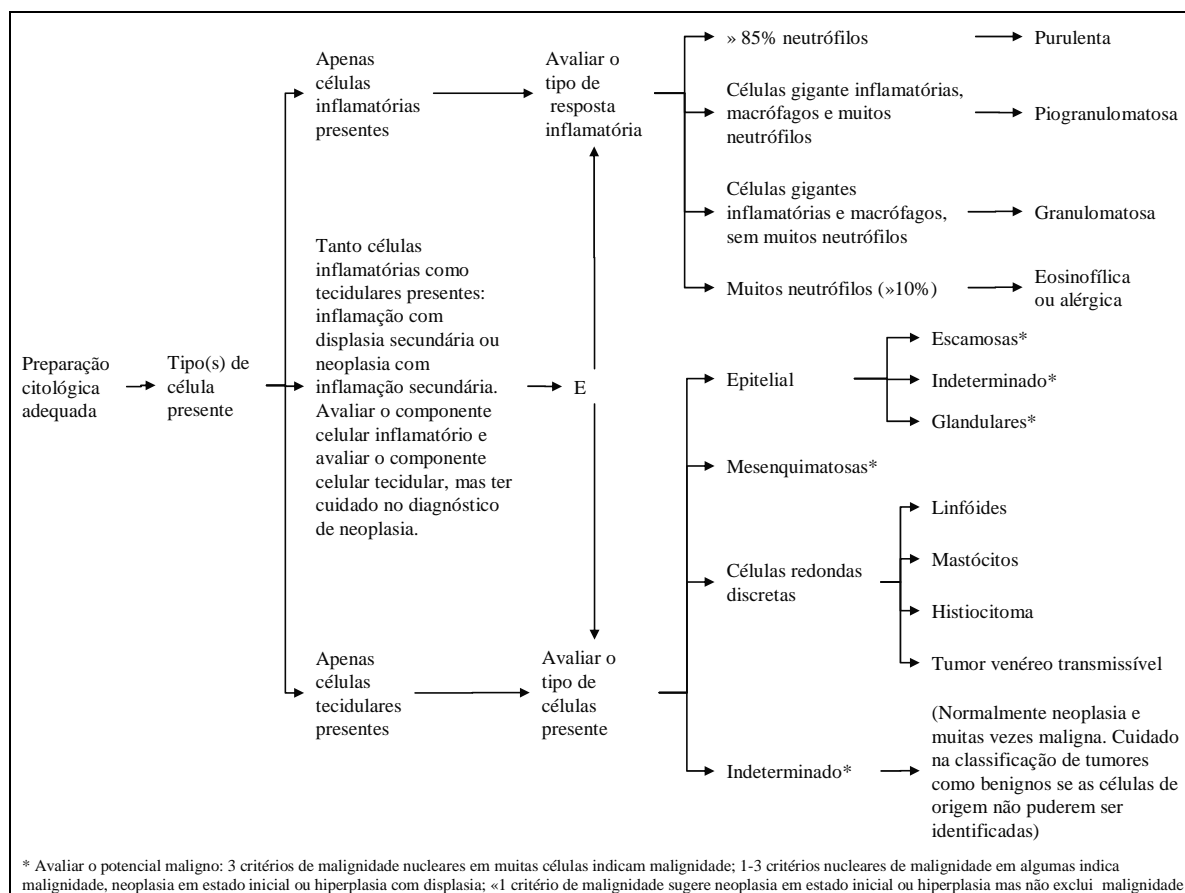 Preparação
citológica
adequada
Tipo(s) de
célula
presente
Apenas
células
inflamatórias
presentes
Avaliar o
tipo de
resposta
inflamatória
» 85% neutrófilos
Purulenta
Células gigante inflamatórias,
macrófagos e muitos
neutrófilos
Piogranulomatosa
Células gigantes
inflamatórias e macrófagos,
sem muitos neutrófilos
Granulomatosa
Muitos neutrófilos (»10%)
Eosinofílica
ou alérgica
Tanto células
inflamatórias como
tecidulares presentes:
inflamação com
displasia secundária ou
neoplasia com
inflamação secundária.
Avaliar o componente
celular inflamatório e
avaliar o componente
celular tecidular, mas ter
cuidado no diagnóstico
de neoplasia.
E
Apenas
células
tecidulares
presentes
Avaliar o
tipo de
células
presente
Epitelial
Escamosas*
Indeterminado*
Glandulares*
Mesenquimatosas*
Células redondas
discretas
Linfóides
Mastócitos
Histiocitoma
Tumor venéreo transmissível
Indeterminado*
(Normalmente neoplasia e
muitas vezes maligna. Cuidado
na classificação de tumores
como benignos se as células de
origem não puderem ser
identificadas)
* Avaliar o potencial maligno: 3 critérios de malignidade nucleares em muitas células indicam malignidade; 1-3 critérios nucleares de malignidade em algumas indica
malignidade, neoplasia em estado inicial ou hiperplasia com displasia; «1 critério de malignidade sugere neoplasia em estado inicial ou hiperplasia mas não exclui malignidade